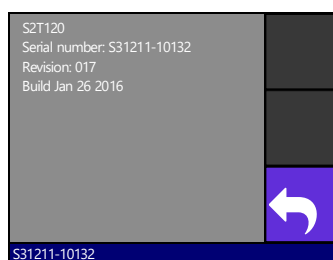 S2T120
Serial number: S31211-10132
Revision: 017
Build Jan 26 2016
S31211-10132